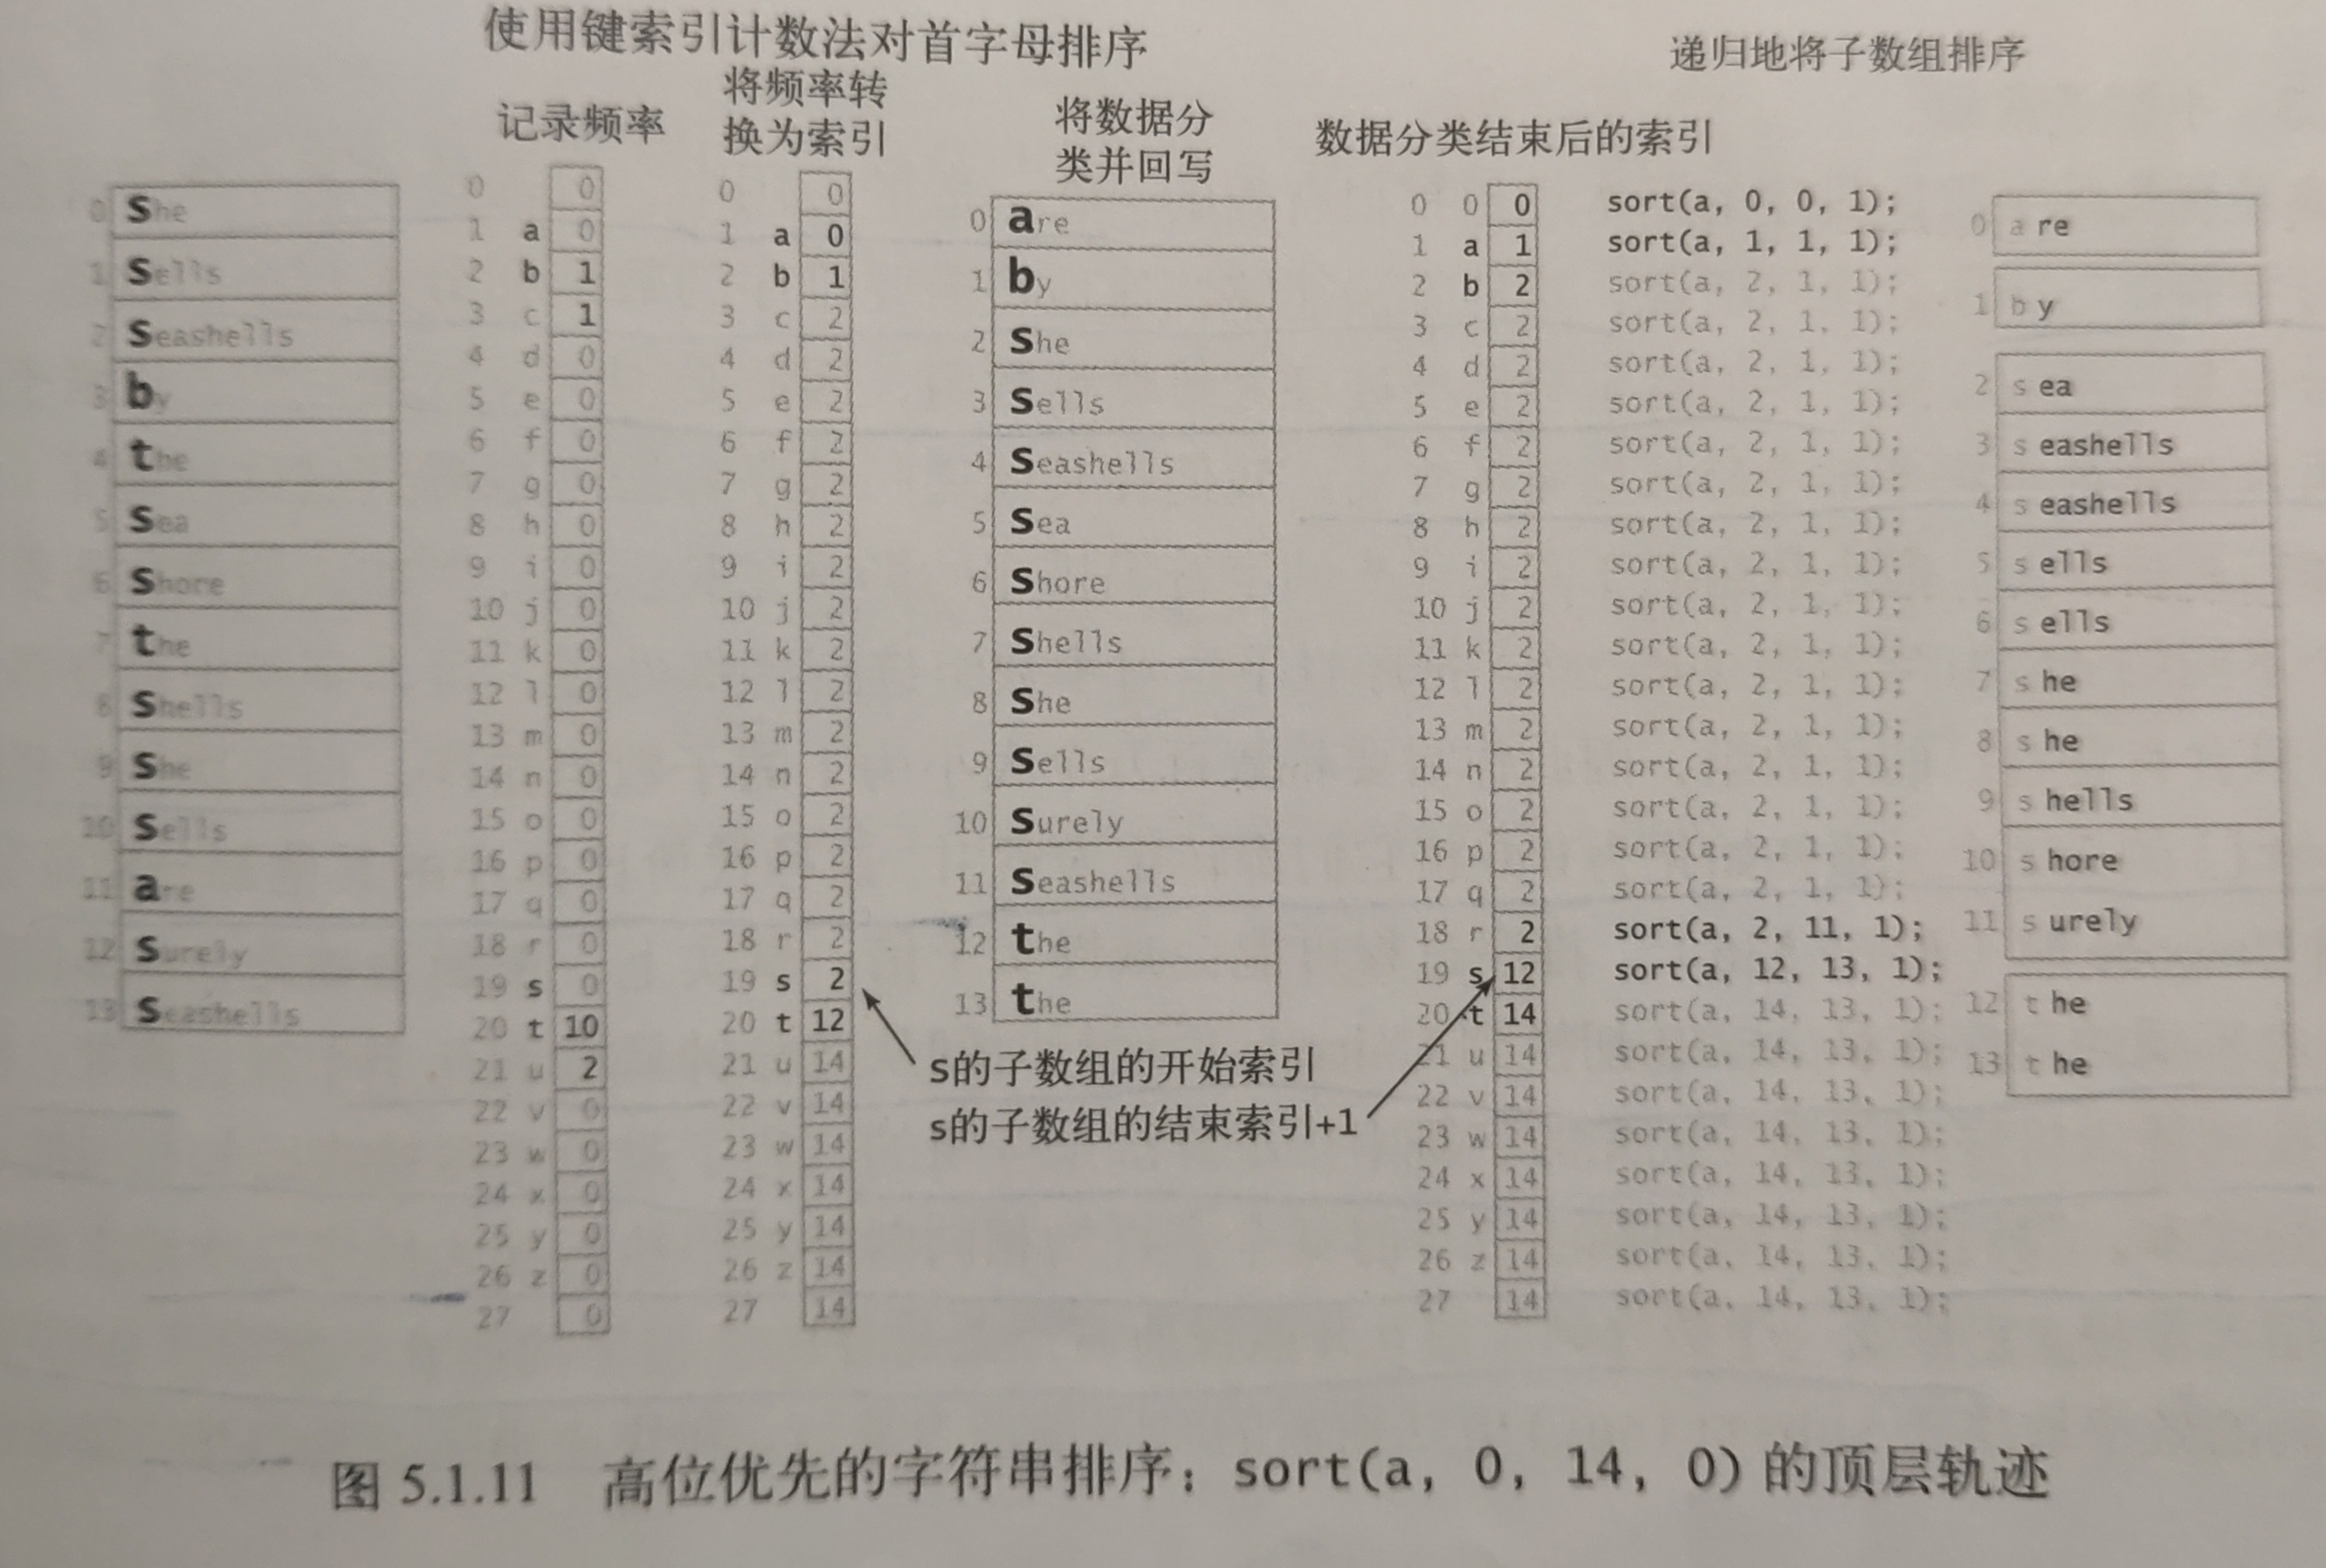 使用键索引计数法对首字母排序
递归地将子数组排序
记录频率
将频率转
换为索引
将数据分
类并回写
数据分类结束后的索引
0 she
1 sells
2 seashells
3 by
4 the
5 sea
6 shore
7 the
8 shells
9 she
10 sells
11 are
12 surely
13 seashells
0 0
1 a 0
2 b 1
3 c 1
4 d 0
5 e 0
6 f 0
7 g 0
8 h 0
9 i 0
10 j 0
11 k 0
12 l 0
13 m 0
14 n 0
15 o 0
16 p 0
17 q 0
18 r 0
19 s 0
20 t 10
21 u 2
22 v 0
23 w 0
24 x 0
25 y 0
26 z 0
27 0
0 0
1 a 0
2 b 1
3 c 2
4 d 2
5 e 2
6 f 2
7 g 2
8 h 2
9 i 2
10 j 2
11 k 2
12 l 2
13 m 2
14 n 2
15 o 2
16 p 2
17 q 2
18 r 2
19 s 2
20 t 12
21 u 14
22 v 14
23 w 14
24 x 14
25 y 14
26 z 14
27 14
0 are
1 by
2 she
3 sells
4 seashells
5 sea
6 shore
7 shells
8 she
9 sells
10 surely
11 seashells
12 the
13 the
s的子数组的开始索引
s的子数组的结束索引+1
0 0 0 sort(a, 0, 0, 1);
1 a 1 sort(a, 1, 1, 1);
2 b 2 sort(a, 2, 1, 1);
3 c 2 sort(a, 2, 1, 1);
4 d 2 sort(a, 2, 1, 1);
5 e 2 sort(a, 2, 1, 1);
6 f 2 sort(a, 2, 1, 1);
7 g 2 sort(a, 2, 1, 1);
8 h 2 sort(a, 2, 1, 1);
9 i 2 sort(a, 2, 1, 1);
10 j 2 sort(a, 2, 1, 1);
11 k 2 sort(a, 2, 1, 1);
12 l 2 sort(a, 2, 1, 1);
13 m 2 sort(a, 2, 1, 1);
14 n 2 sort(a, 2, 1, 1);
15 o 2 sort(a, 2, 1, 1);
16 p 2 sort(a, 2, 1, 1);
17 q 2 sort(a, 2, 1, 1);
18 r 2 sort(a, 2, 11, 1);
19 s 12 sort(a, 12, 13, 1);
20 t 14 sort(a, 14, 13, 1);
21 u 14 sort(a, 14, 13, 1);
22 v 14 sort(a, 14, 13, 1);
23 w 14 sort(a, 14, 13, 1);
24 x 14 sort(a, 14, 13, 1);
25 y 14 sort(a, 14, 13, 1);
26 z 14 sort(a, 14, 13, 1);
27 14 sort(a, 14, 13, 1);
0 a re
1 b y
2 s ea
3 s eashells
4 s eashells
5 s ells
6 s ells
7 s he
8 s he
9 s hells
10 s hore
11 s urely
12 t he
13 t he
图 5.1.11 高位优先的字符串排序：sort(a, 0, 14, 0) 的顶层轨迹